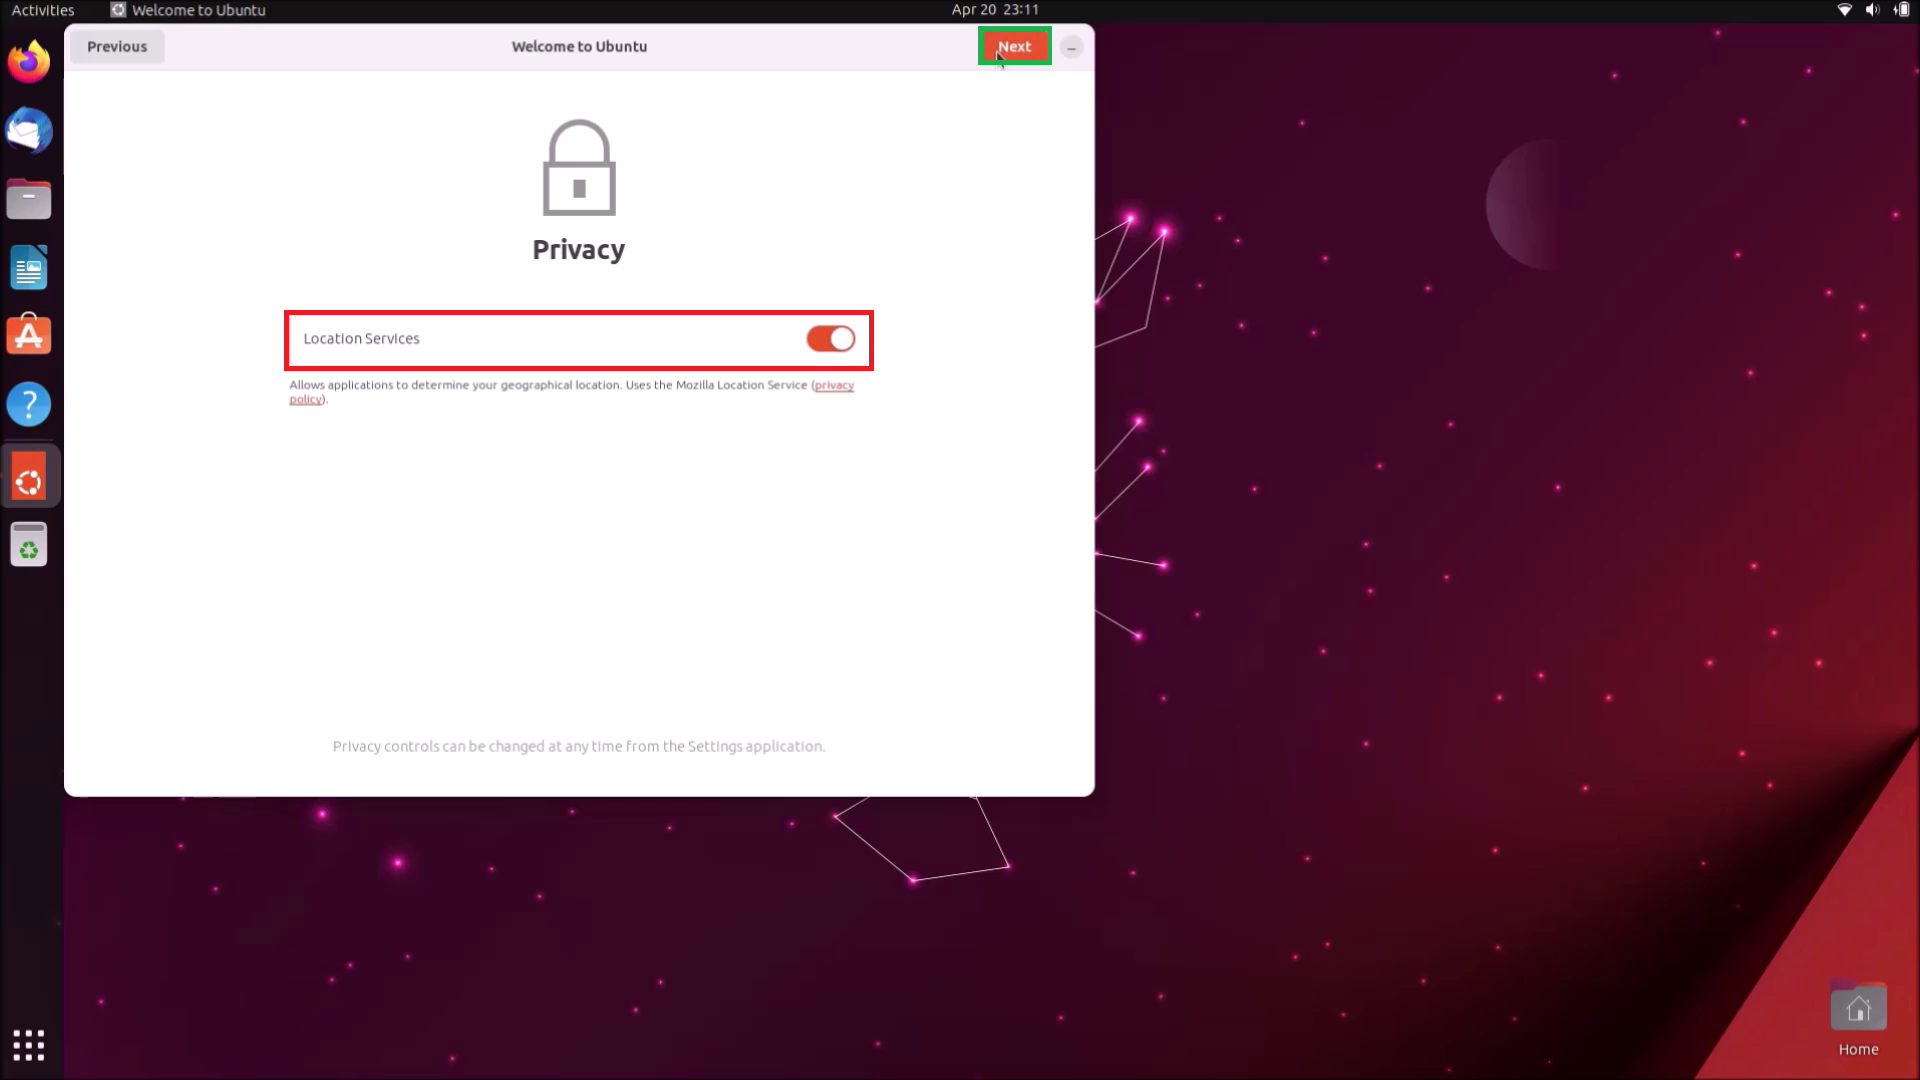 Activities
Welcome to Ubuntu
Apr 20 23:11
Previous
Welcome to Ubuntu
Next
Privacy
Location Services
Allows applications to determine your geographical location. Uses the Mozilla Location Service (privacy
policy).
Privacy controls can be changed at any time from the Settings application.
Home